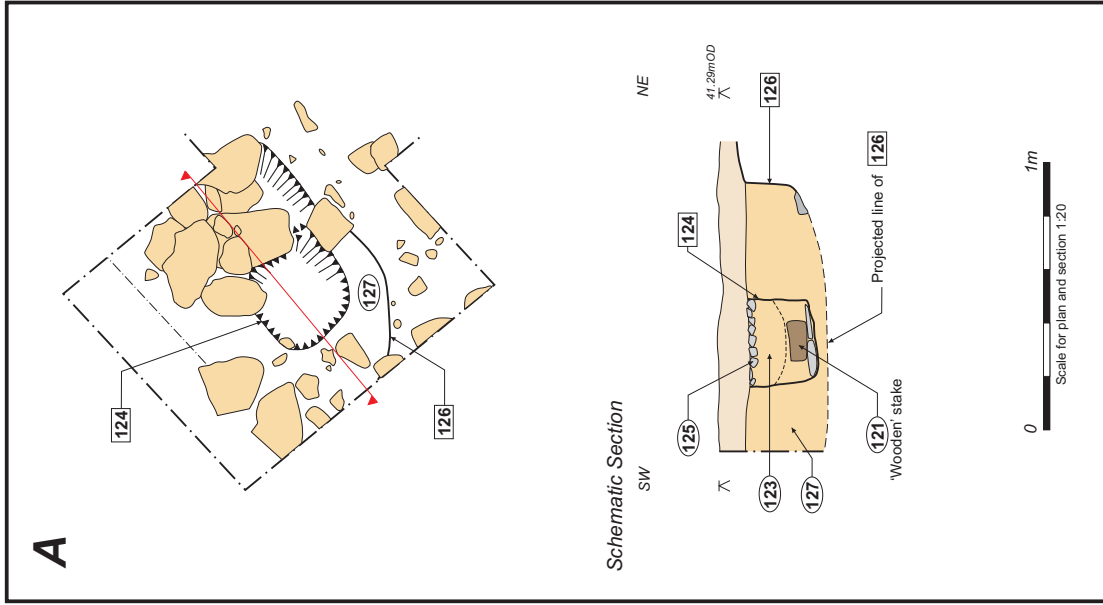 A
124
126
127
Schematic Section
SW
NE
41.29mOD
125
123
127
121
'Wooden' stake
124
126
Projected line of 126
0
1m
Scale for plan and section 1:20